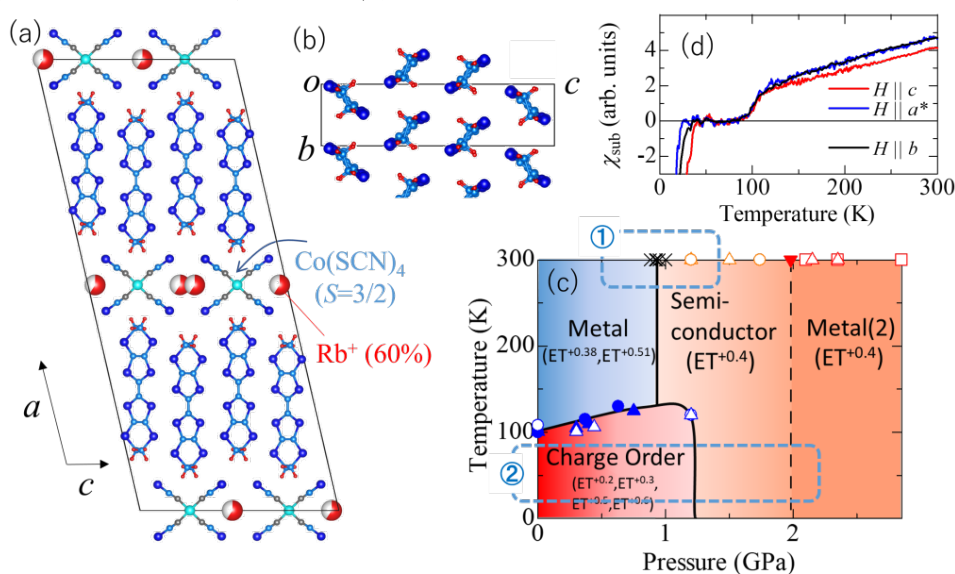 (a)
Co(SCN)4
(S=3/2)
Rb+ (60%)
a
c
(b)
o
c
b
(d)
χsub (arb. units)
4
2
0
-2
H || c
H || a*
H || b
0
100
200
300
Temperature (K)
①
(c)
Metal
(ET+0.38,ET+0.51)
Semi-
conductor
(ET+0.4)
Metal(2)
(ET+0.4)
②
Charge Order
(ET+0.2,ET+0.3,
ET+0.5,ET+0.6)
Temperature (K)
300
200
100
0
0
1
2
Pressure (GPa)